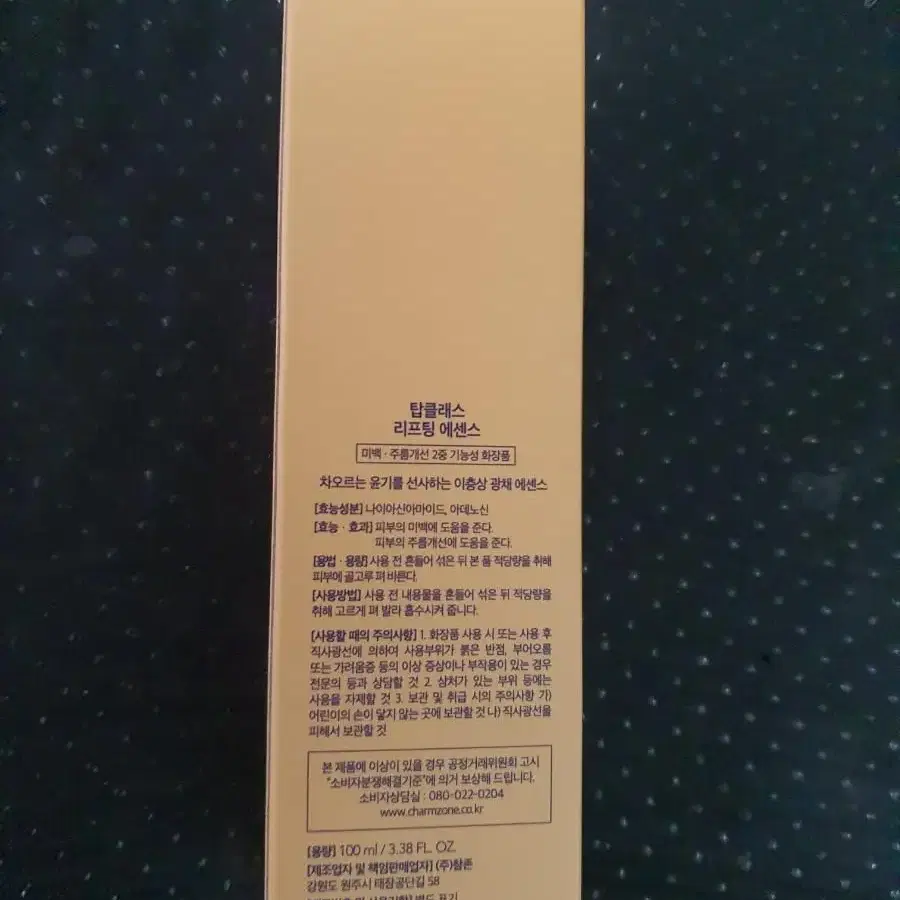 탑클래스
리프팅 에센스
미백 · 주름개선 2중 기능성 화장품
차오르는 윤기를 선사하는 이층상 광채 에센스
[효능성분] 나이아신아마이드, 아데노신
[효능 · 효과] 피부의 미백에 도움을 준다.
피부의 주름개선에 도움을 준다.
[용법 · 용량] 사용 전 흔들어 섞은 뒤 본 품 적당량을 취해
피부에 골고루 펴 바른다.
[사용방법] 사용 전 내용물을 흔들어 섞은 뒤 적당량을
취해 고르게 펴 발라 흡수시켜 줍니다.
[사용할 때의 주의사항] 1. 화장품 사용 시 또는 사용 후
직사광선에 의하여 사용부위가 붉은 반점, 부어오름
또는 가려움증 등의 이상 증상이나 부작용이 있는 경우
전문의 등과 상담할 것 2. 상처가 있는 부위 등에는
사용을 자제할 것 3. 보관 및 취급 시의 주의사항 가)
어린이의 손이 닿지 않는 곳에 보관할 것 나) 직사광선을
피해서 보관할 것
본 제품에 이상이 있을 경우 공정거래위원회 고시
"소비자분쟁해결기준"에 의거 보상해 드립니다.
소비자상담실 : 080-022-0204
www.charmzone.co.kr
[용량] 100 ml / 3.38 FL. OZ.
[제조업자 및 책임판매업자] (주)참존
강원도 원주시 태장공단길 58